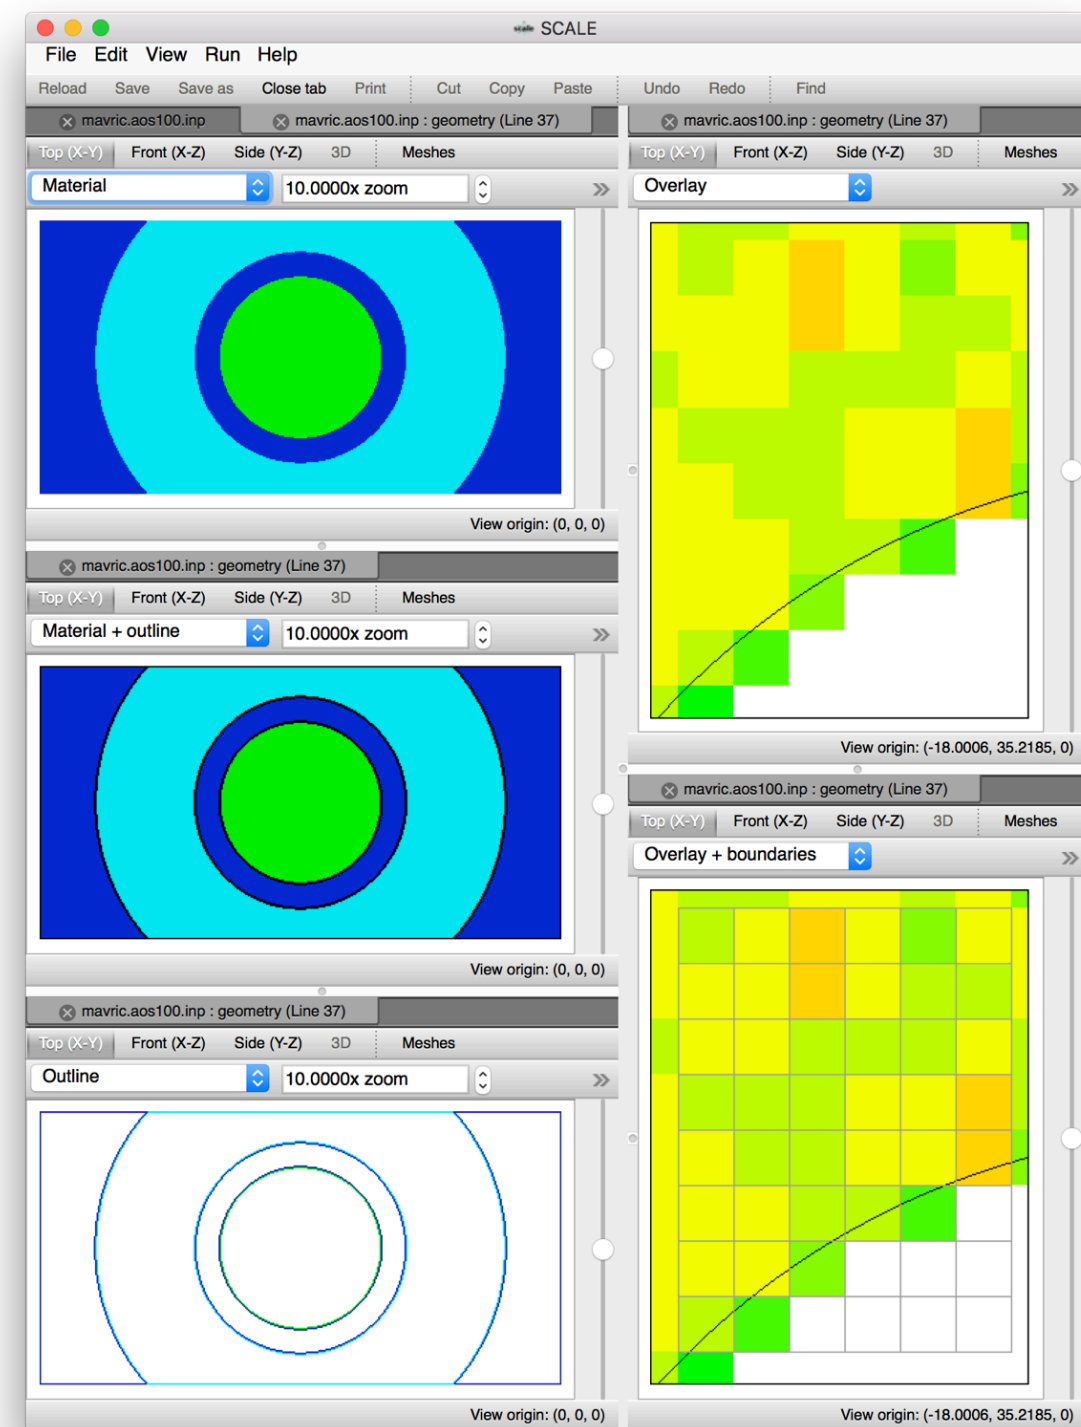 scale SCALE
File Edit View Run Help
Reload Save Save as Close tab Print Cut Copy Paste Undo Redo Find
mavric.aos100.inp mavric.aos100.inp : geometry (Line 37)
Top (X-Y) Front (X-Z) Side (Y-Z) 3D Meshes
Material 10.0000x zoom »
View origin: (0, 0, 0)
mavric.aos100.inp : geometry (Line 37)
Top (X-Y) Front (X-Z) Side (Y-Z) 3D Meshes
Material + outline 10.0000x zoom »
View origin: (0, 0, 0)
mavric.aos100.inp : geometry (Line 37)
Top (X-Y) Front (X-Z) Side (Y-Z) 3D Meshes
Outline 10.0000x zoom »
View origin: (0, 0, 0)
mavric.aos100.inp : geometry (Line 37)
Top (X-Y) Front (X-Z) Side (Y-Z) 3D Meshes
Overlay »
View origin: (-18.0006, 35.2185, 0)
mavric.aos100.inp : geometry (Line 37)
Top (X-Y) Front (X-Z) Side (Y-Z) 3D Meshes
Overlay + boundaries »
View origin: (-18.0006, 35.2185, 0)